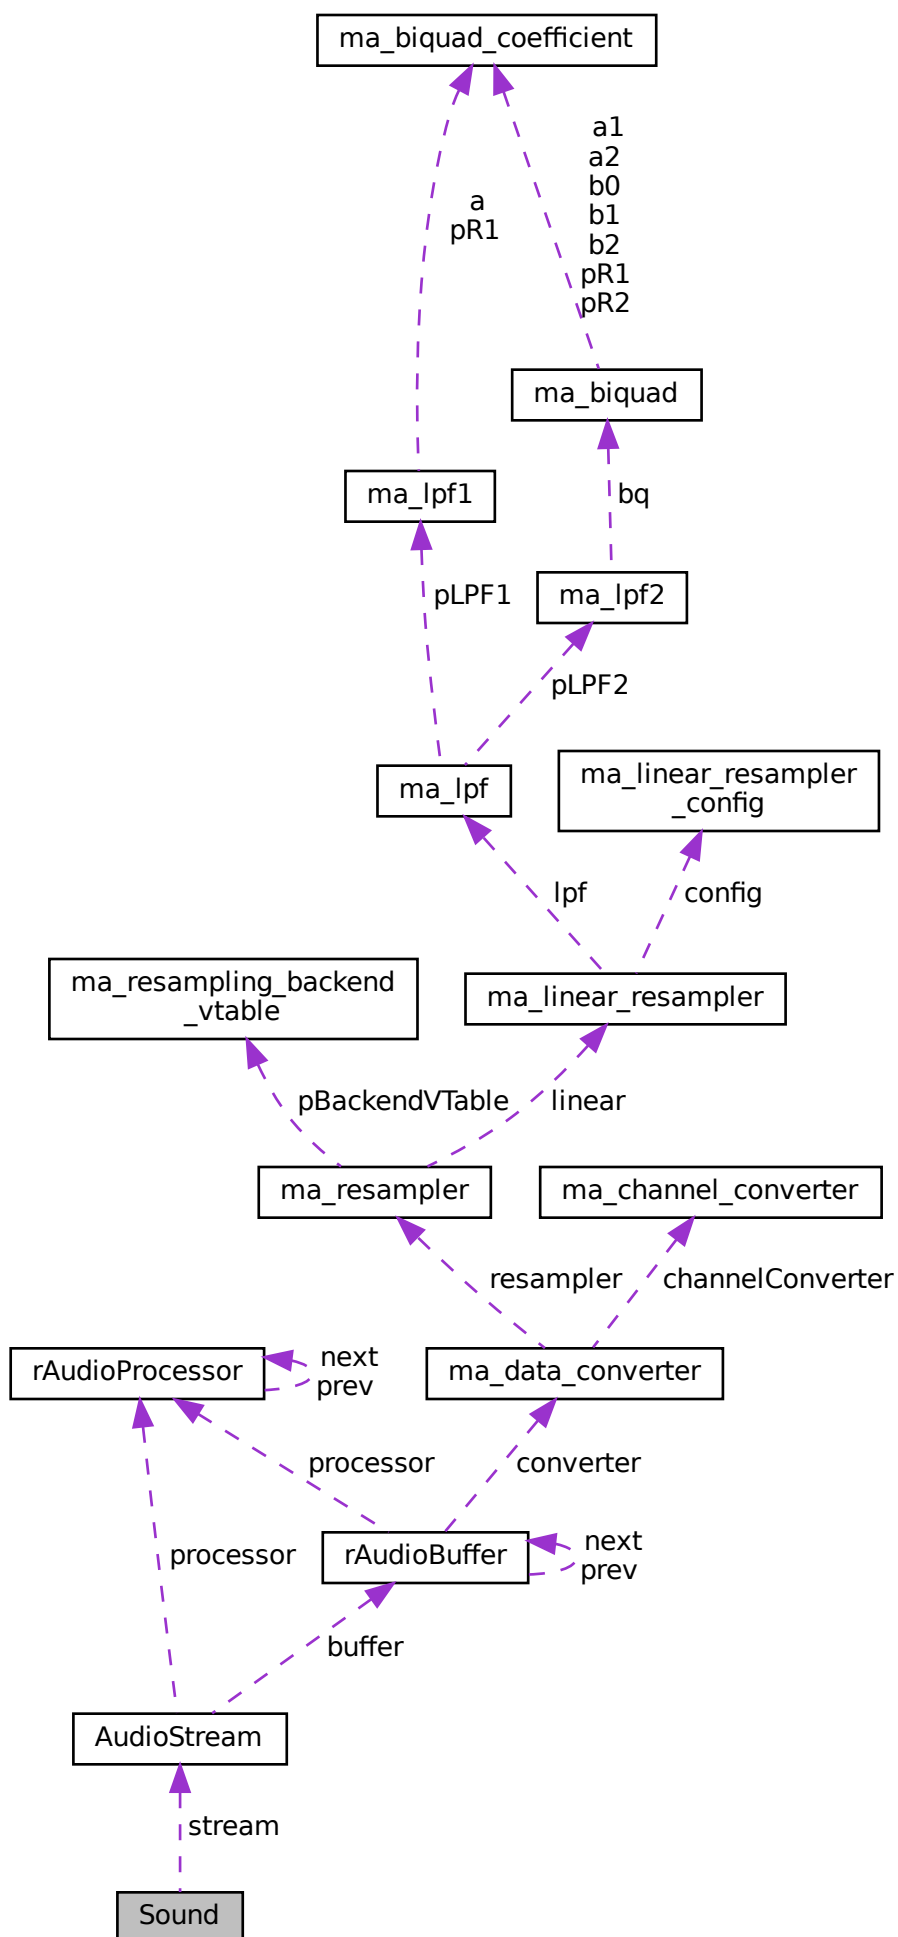 ma_biquad_coefficient
a1
a2
b0
b1
b2
pR1
pR2
a
pR1
ma_biquad
ma_lpf1
bq
ma_lpf2
pLPF1
pLPF2
ma_lpf
ma_linear_resampler
_config
lpf
config
ma_resampling_backend
_vtable
ma_linear_resampler
pBackendVTable
linear
ma_resampler
ma_channel_converter
resampler
channelConverter
rAudioProcessor
next
prev
ma_data_converter
processor
converter
rAudioBuffer
next
prev
processor
buffer
AudioStream
stream
Sound